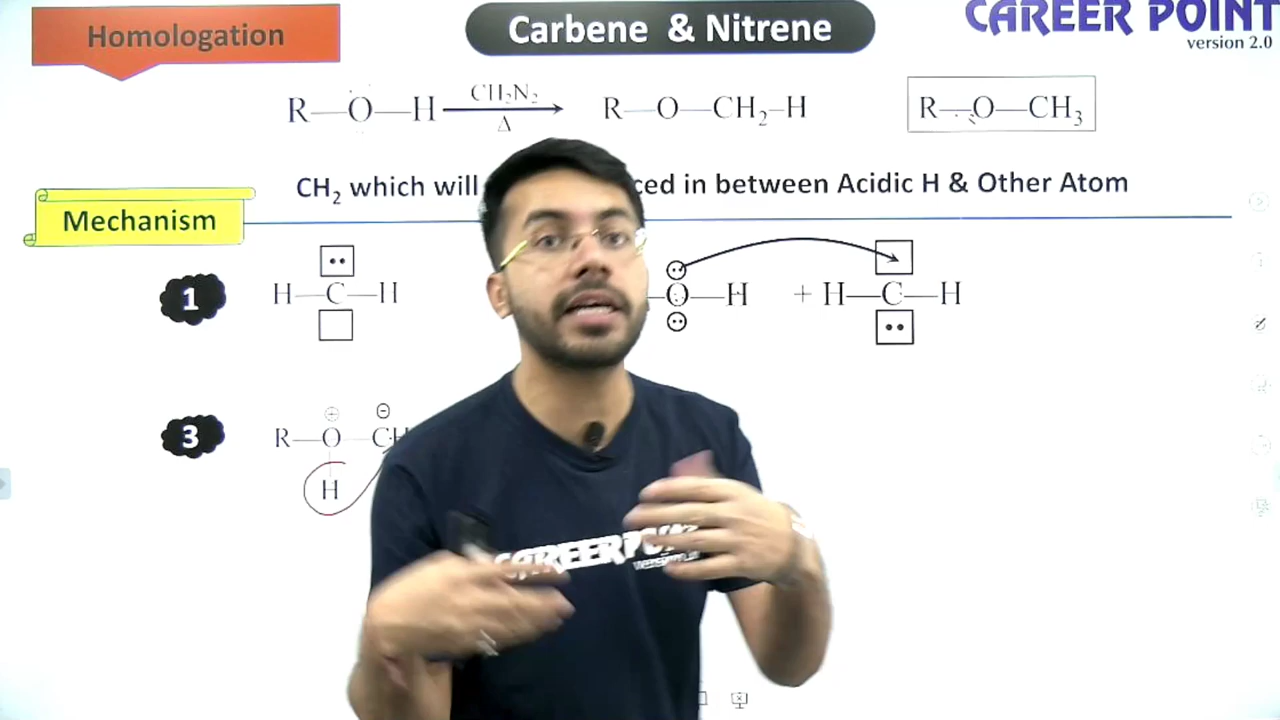 Homologation
Carbene & Nitrene
CAREER POINT
version 2.0
R—O—H CH2N2 Δ R—O—CH2–H R—O—CH3
CH2 which will ced in between Acidic H & Other Atom
Mechanism
1
H—C—H
—O—H + H—C—H
3
R—O—CH
H
CAREERPOINT